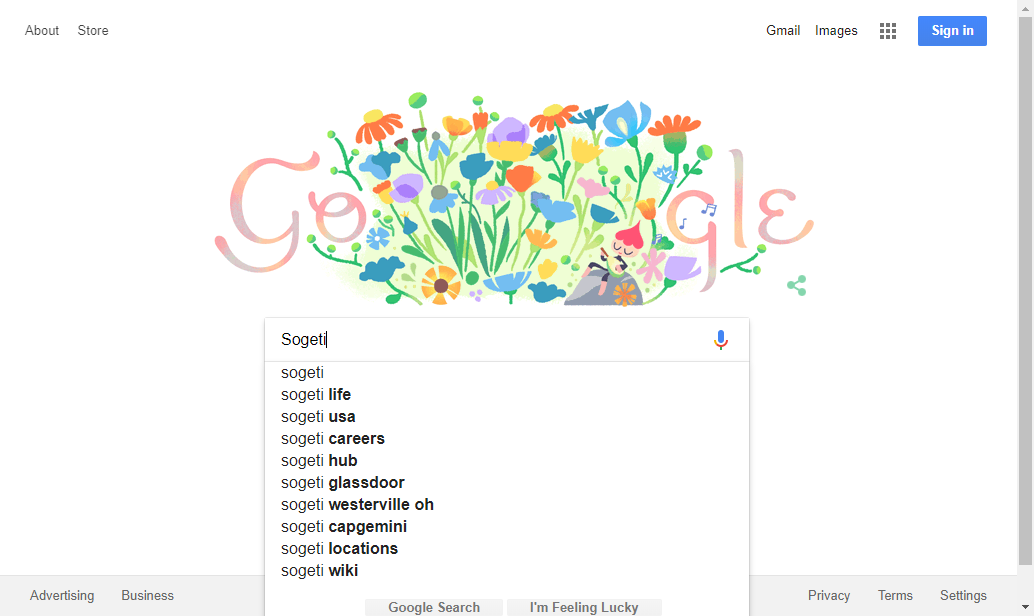 About Store
Gmail Images Sign in
Google
Sogeti
sogeti
sogeti life
sogeti usa
sogeti careers
sogeti hub
sogeti glassdoor
sogeti westerville oh
sogeti capgemini
sogeti locations
sogeti wiki
Google Search I'm Feeling Lucky
Advertising Business Privacy Terms Settings